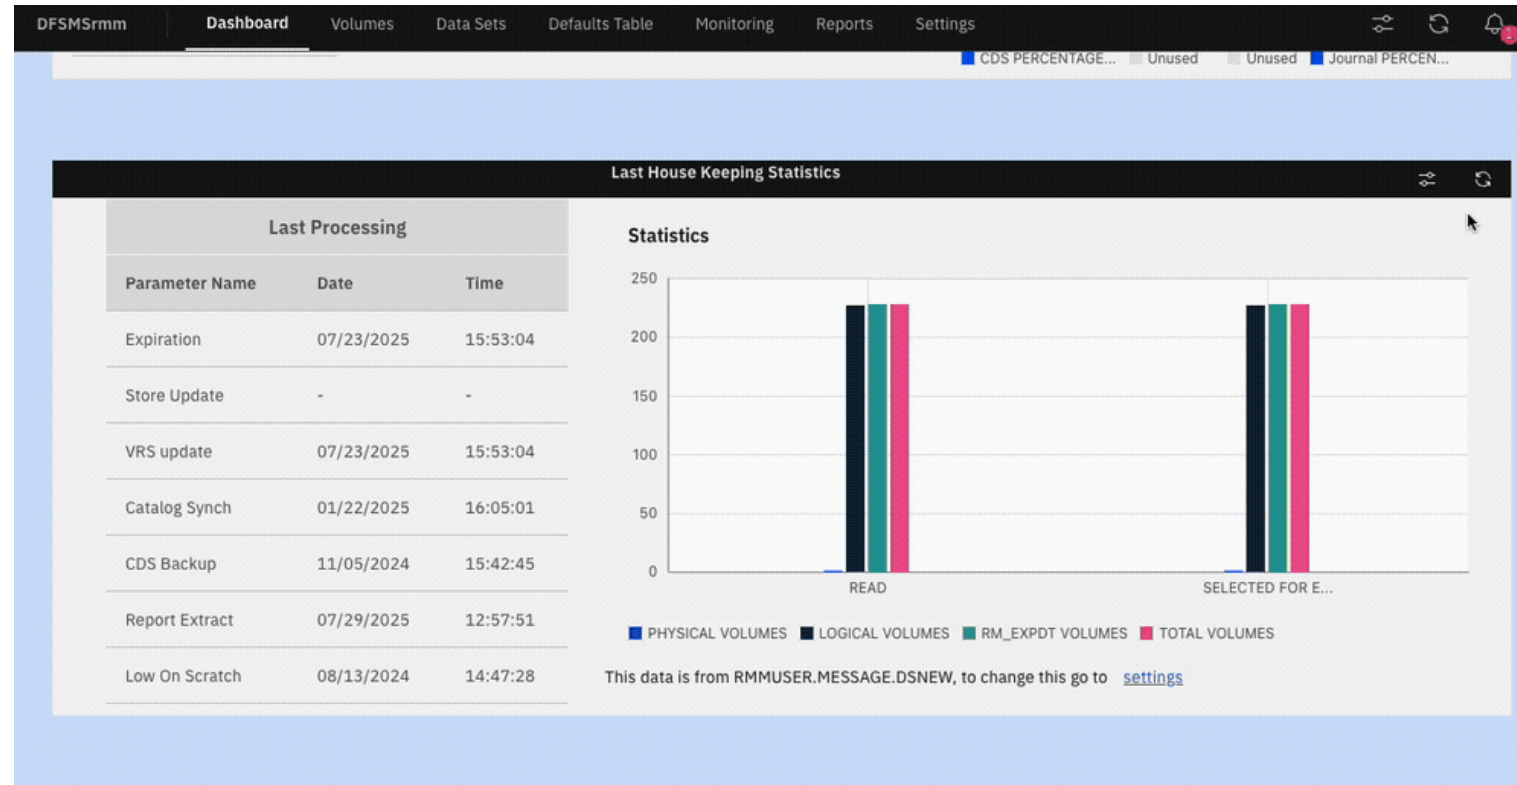 DFSMSrmm Dashboard Volumes Data Sets Defaults Table Monitoring Reports Settings
CDS PERCENTAGE... Unused Unused Journal PERCEN...
Last House Keeping Statistics
Last Processing
Parameter Name Date Time
Expiration 07/23/2025 15:53:04
Store Update - -
VRS update 07/23/2025 15:53:04
Catalog Synch 01/22/2025 16:05:01
CDS Backup 11/05/2024 15:42:45
Report Extract 07/29/2025 12:57:51
Low On Scratch 08/13/2024 14:47:28
Statistics
250
200
150
100
50
0
READ SELECTED FOR E...
PHYSICAL VOLUMES LOGICAL VOLUMES RM_EXPDT VOLUMES TOTAL VOLUMES
This data is from RMMUSER.MESSAGE.DSNEW, to change this go to settings